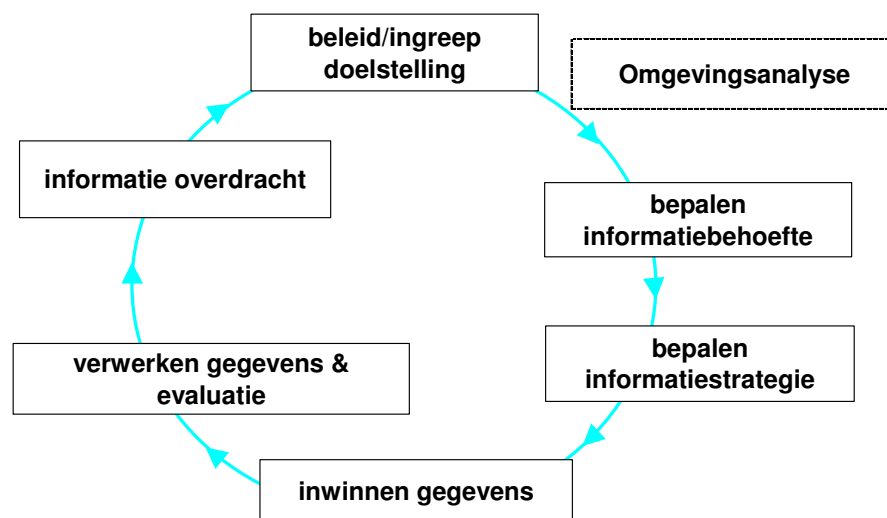 beleid/ingreep
doelstelling
Omgevingsanalyse
informatie overdracht
bepalen
informatiebehoefte
verwerken gegevens &
evaluatie
bepalen
informatiestrategie
inwinnen gegevens